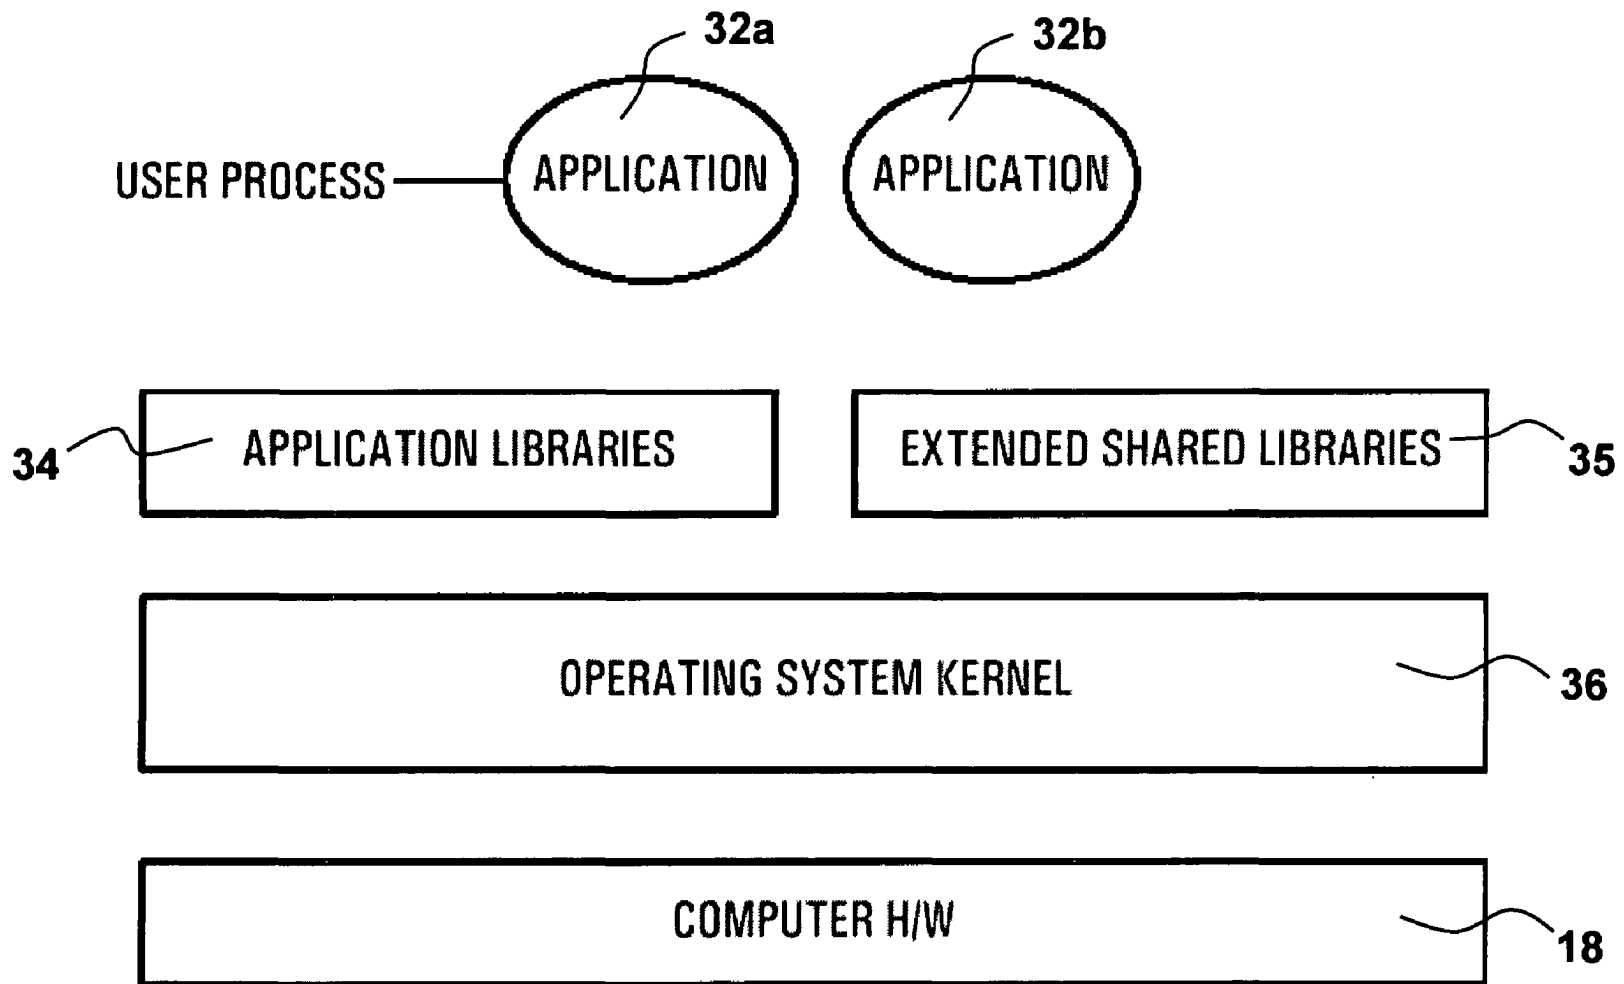 32a
32b
USER PROCESS
APPLICATION
APPLICATION
34
APPLICATION LIBRARIES
EXTENDED SHARED LIBRARIES
35
OPERATING SYSTEM KERNEL
36
COMPUTER H/W
18